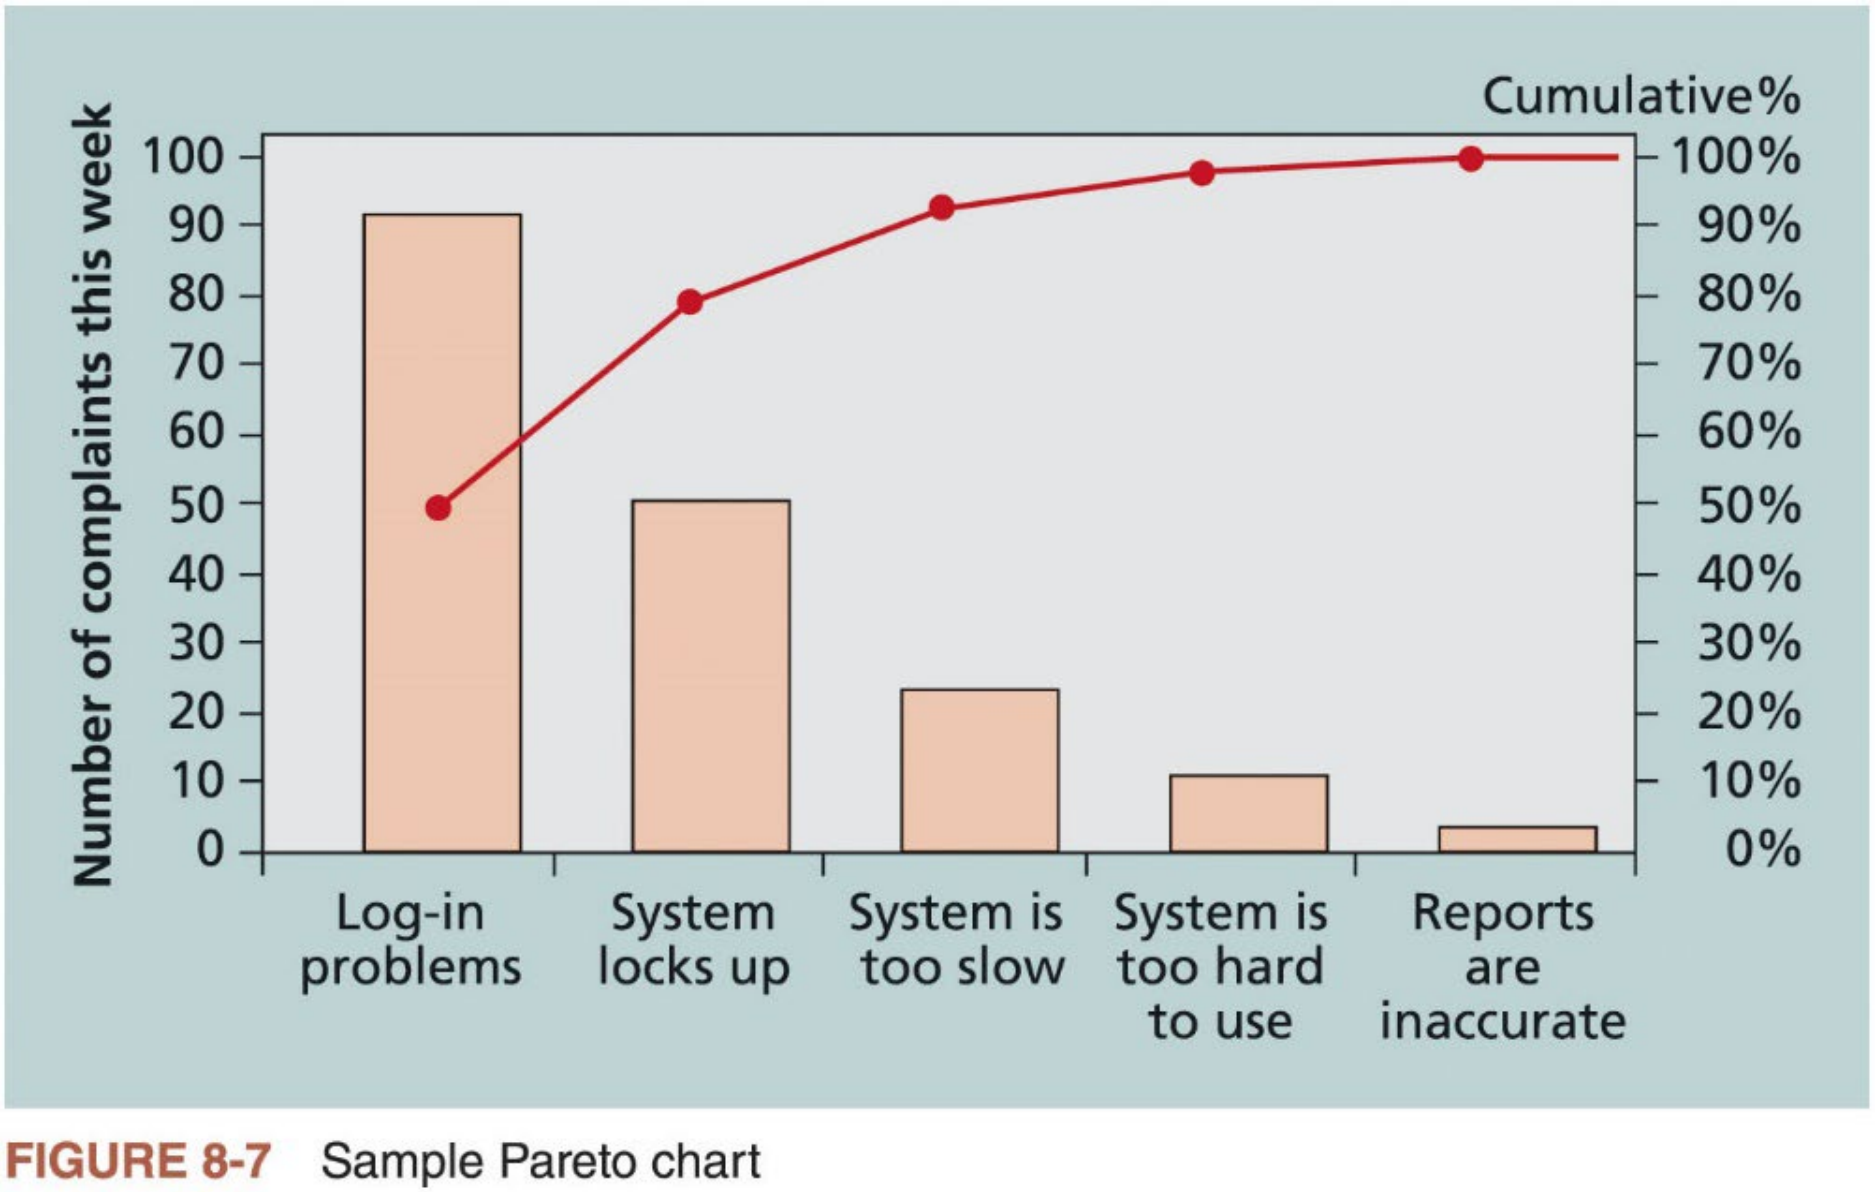 Cumulative%
Number of complaints this week
100
90
80
70
60
50
40
30
20
10
0
100%
90%
80%
70%
60%
50%
40%
30%
20%
10%
0%
Log-in
problems
System
locks up
System is
too slow
System is
too hard
to use
Reports
are
inaccurate
FIGURE 8-7 Sample Pareto chart